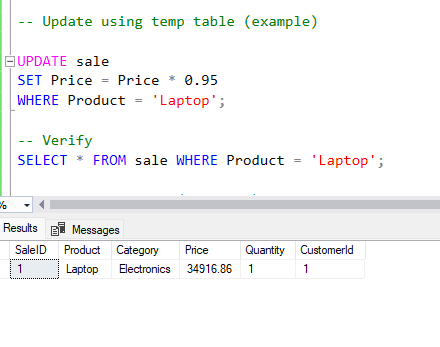 -- Update using temp table (example)
UPDATE sale
SET Price = Price * 0.95
WHERE Product = 'Laptop';
-- Verify
SELECT * FROM sale WHERE Product = 'Laptop';
%
Results Messages
SaleID Product Category Price Quantity CustomerId
1 Laptop Electronics 34916.86 1 1